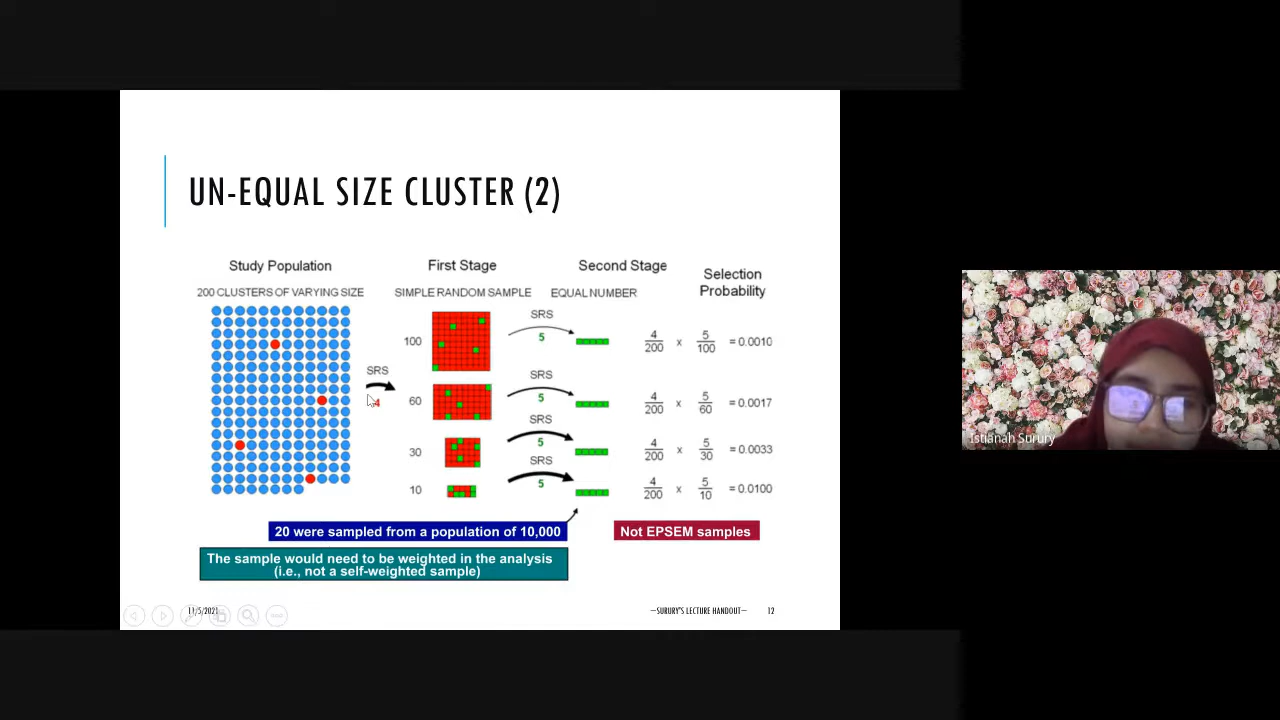 UN-EQUAL SIZE CLUSTER (2)
Study Population
First Stage
Second Stage
Selection
Probability
200 CLUSTERS OF VARYING SIZE
SIMPLE RANDOM SAMPLE
EQUAL NUMBER
SRS
4
100
SRS
5
4/200 x 5/100 = 0.0010
60
SRS
5
4/200 x 5/60 = 0.0017
30
SRS
5
4/200 x 5/30 = 0.0033
10
SRS
5
4/200 x 5/10 = 0.0100
20 were sampled from a population of 10,000
Not EPSEM samples
The sample would need to be weighted in the analysis
(i.e., not a self-weighted sample)
11/5/2021
—SURURY'S LECTURE HANDOUT—
12
Istianah Surury